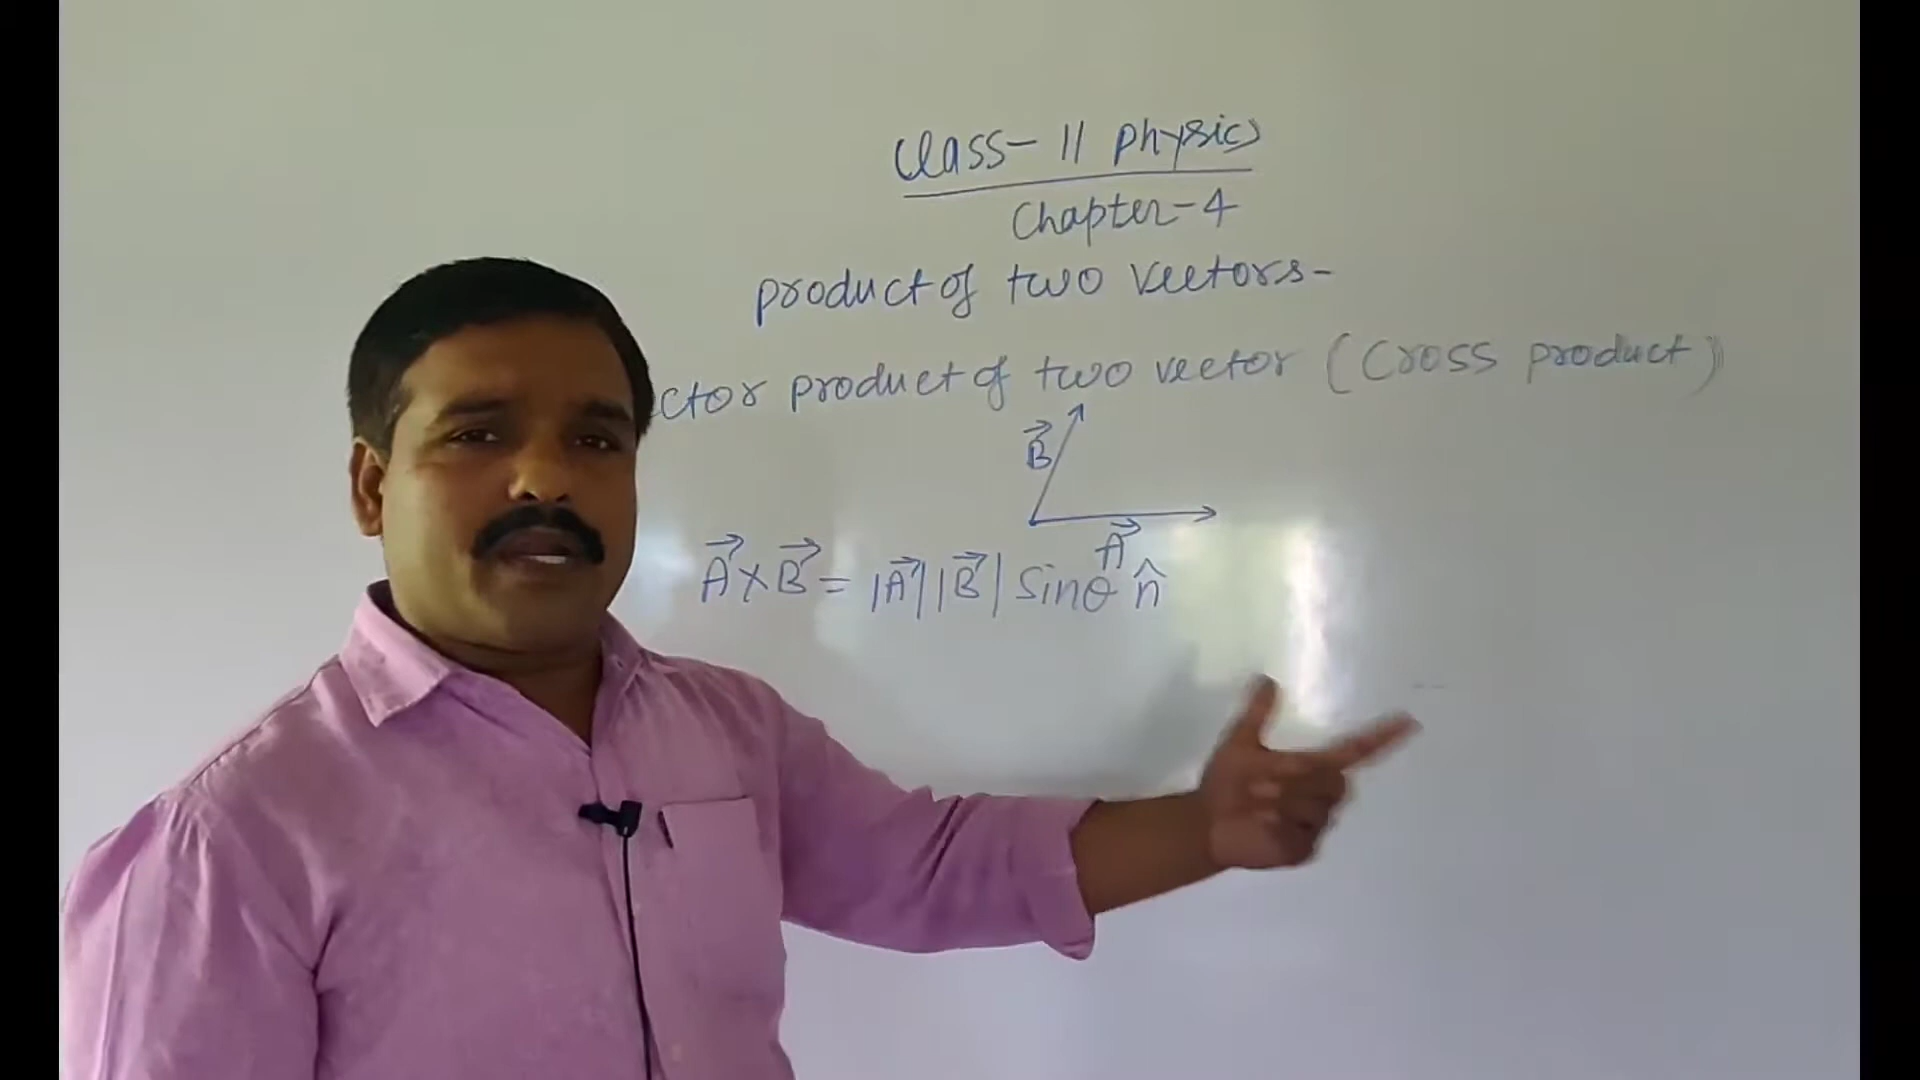 Class-11 physics
Chapter-4
product of two vectors-
ctor product of two vector (Cross product)
B⃗
A⃗
A⃗×B⃗ = |A⃗||B⃗| sinθ n̂